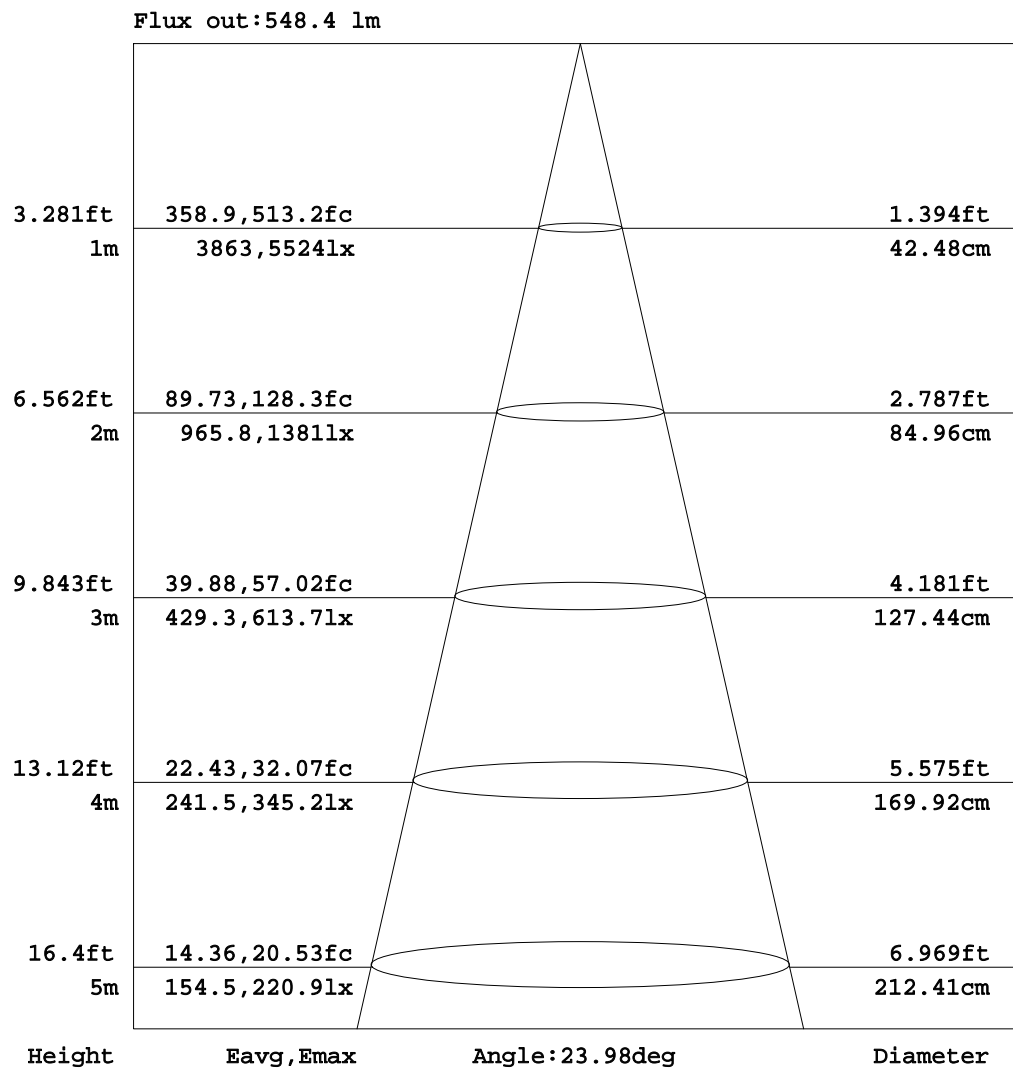 Flux out:548.4 lm
3.281ft 358.9,513.2fc 1.394ft
1m 3863,5524lx 42.48cm
6.562ft 89.73,128.3fc 2.787ft
2m 965.8,1381lx 84.96cm
9.843ft 39.88,57.02fc 4.181ft
3m 429.3,613.7lx 127.44cm
13.12ft 22.43,32.07fc 5.575ft
4m 241.5,345.2lx 169.92cm
16.4ft 14.36,20.53fc 6.969ft
5m 154.5,220.9lx 212.41cm
Height Eavg,Emax Angle:23.98deg Diameter